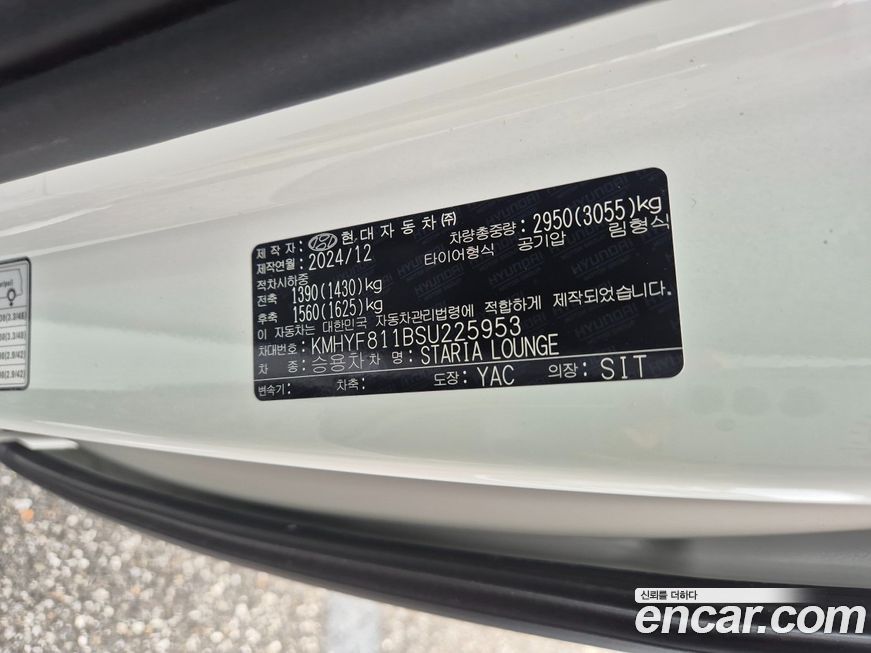 제작자: 현대자동차㈜
제작연월: 2024/12
차량총중량: 2950(3055)kg
적차시하중
타이어형식 공기압 림형식
전축 1390(1430)kg
후축 1560(1625)kg
이 자동차는 대한민국 자동차관리법령에 적합하게 제작되었습니다.
차대번호: KMHYF811BSU225953
차 종: 승용차 차 명: STARIA LOUNGE
변속기: 차축: 도장: YAC 의장: SIT
신뢰를 더하다
encar.com